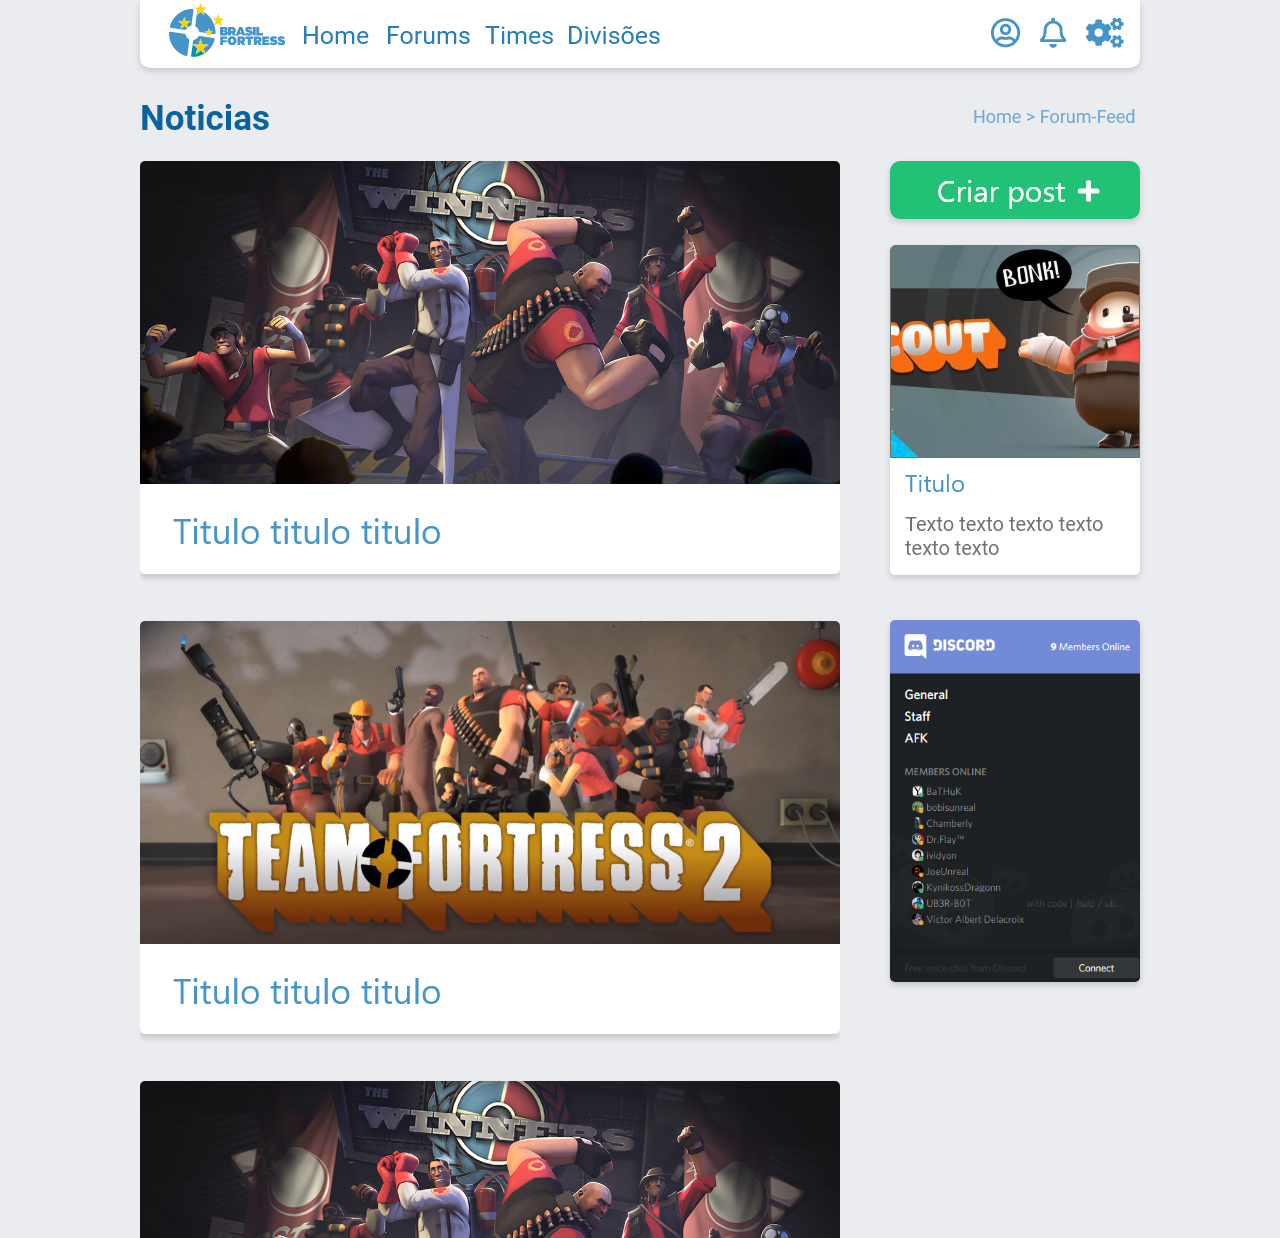 BRASIL
FORTRESS
Home Forums Times Divisões
Noticias
Home > Forum-Feed
THE
WINNERS
Titulo titulo titulo
Criar post
BONK!
COUT
Titulo
Texto texto texto texto
texto texto
TEAM FORTRESS® 2
Titulo titulo titulo
DISCORD
9 Members Online
General
Staff
AFK
MEMBERS ONLINE
BaTHuK
bobisunreal
Chamberly
Dr.Flay™
ividyon
JoeUnreal
KynikossDragonn
UB3R-B0T with code | .help / ub...
Victor Albert Delacroix
Free voice chat from Discord
Connect
THE
WINNERS